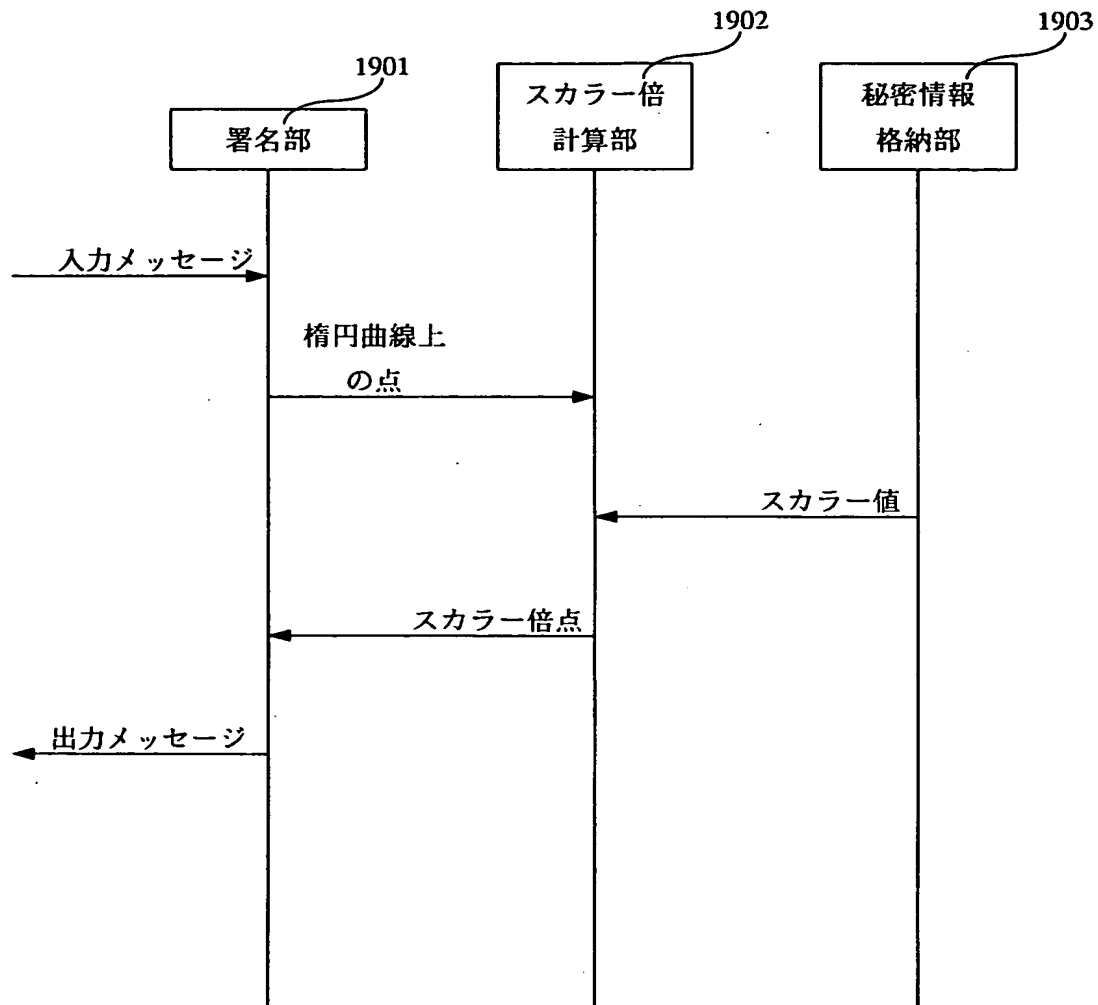 1901
署名部
1902
スカラー倍
計算部
1903
秘密情報
格納部
入力メッセージ
楕円曲線上
の点
スカラー値
スカラー倍点
出力メッセージ